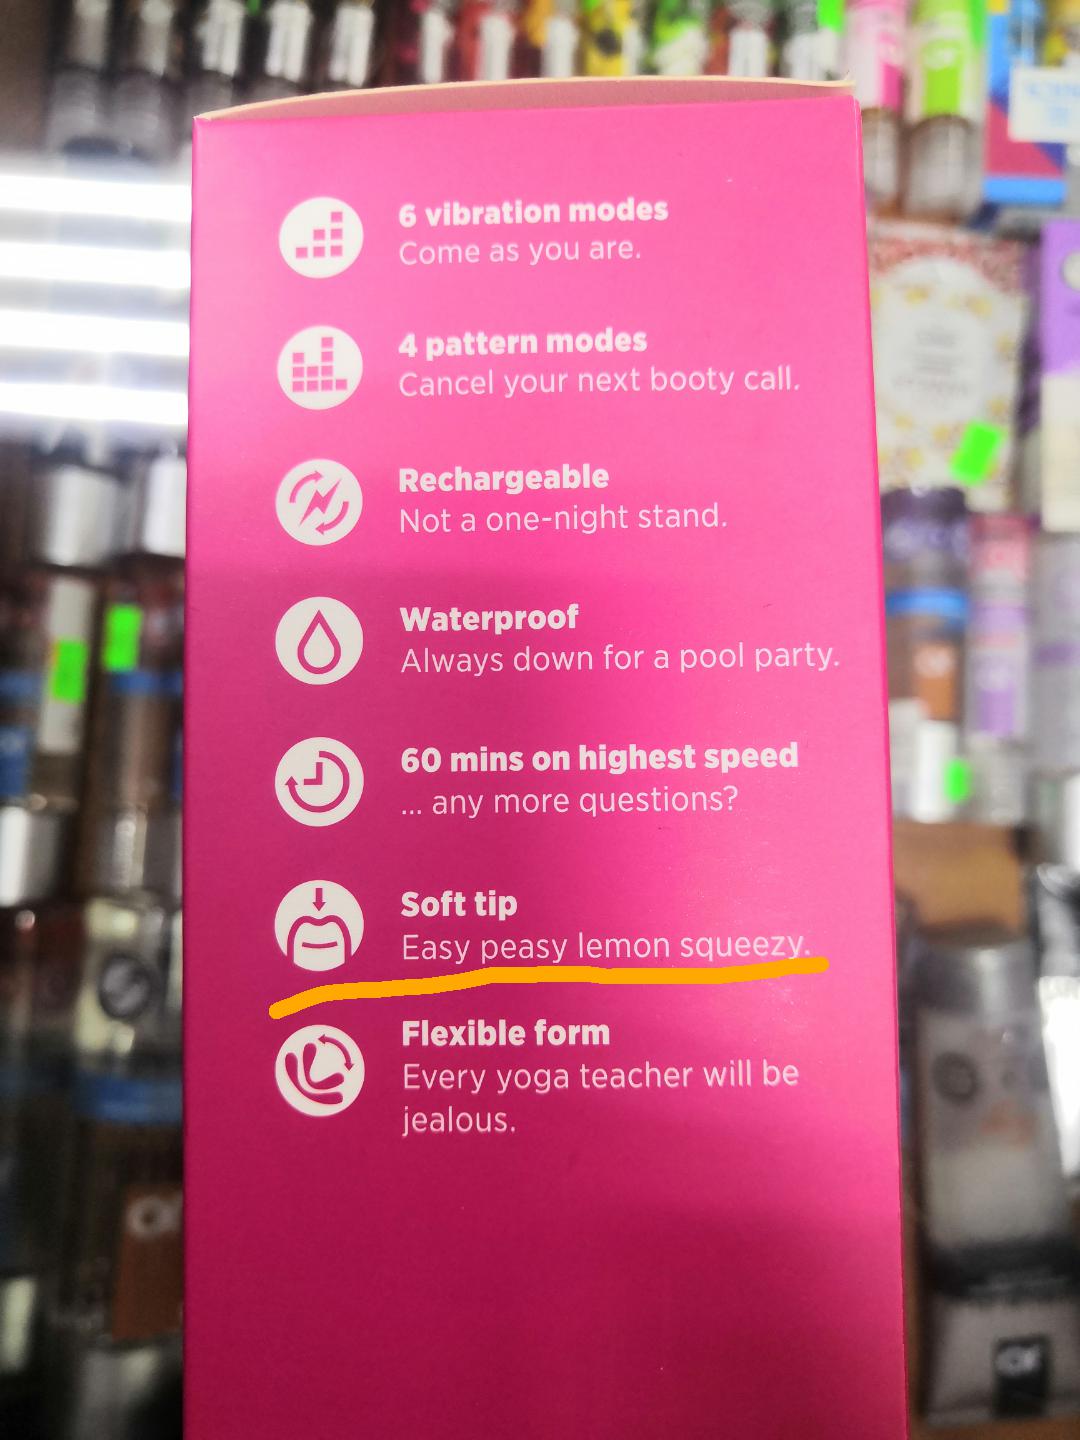 6 vibration modes
Come as you are.
4 pattern modes
Cancel your next booty call.
Rechargeable
Not a one-night stand.
Waterproof
Always down for a pool party.
60 mins on highest speed
... any more questions?
Soft tip
Easy peasy lemon squeezy.
Flexible form
Every yoga teacher will be
jealous.